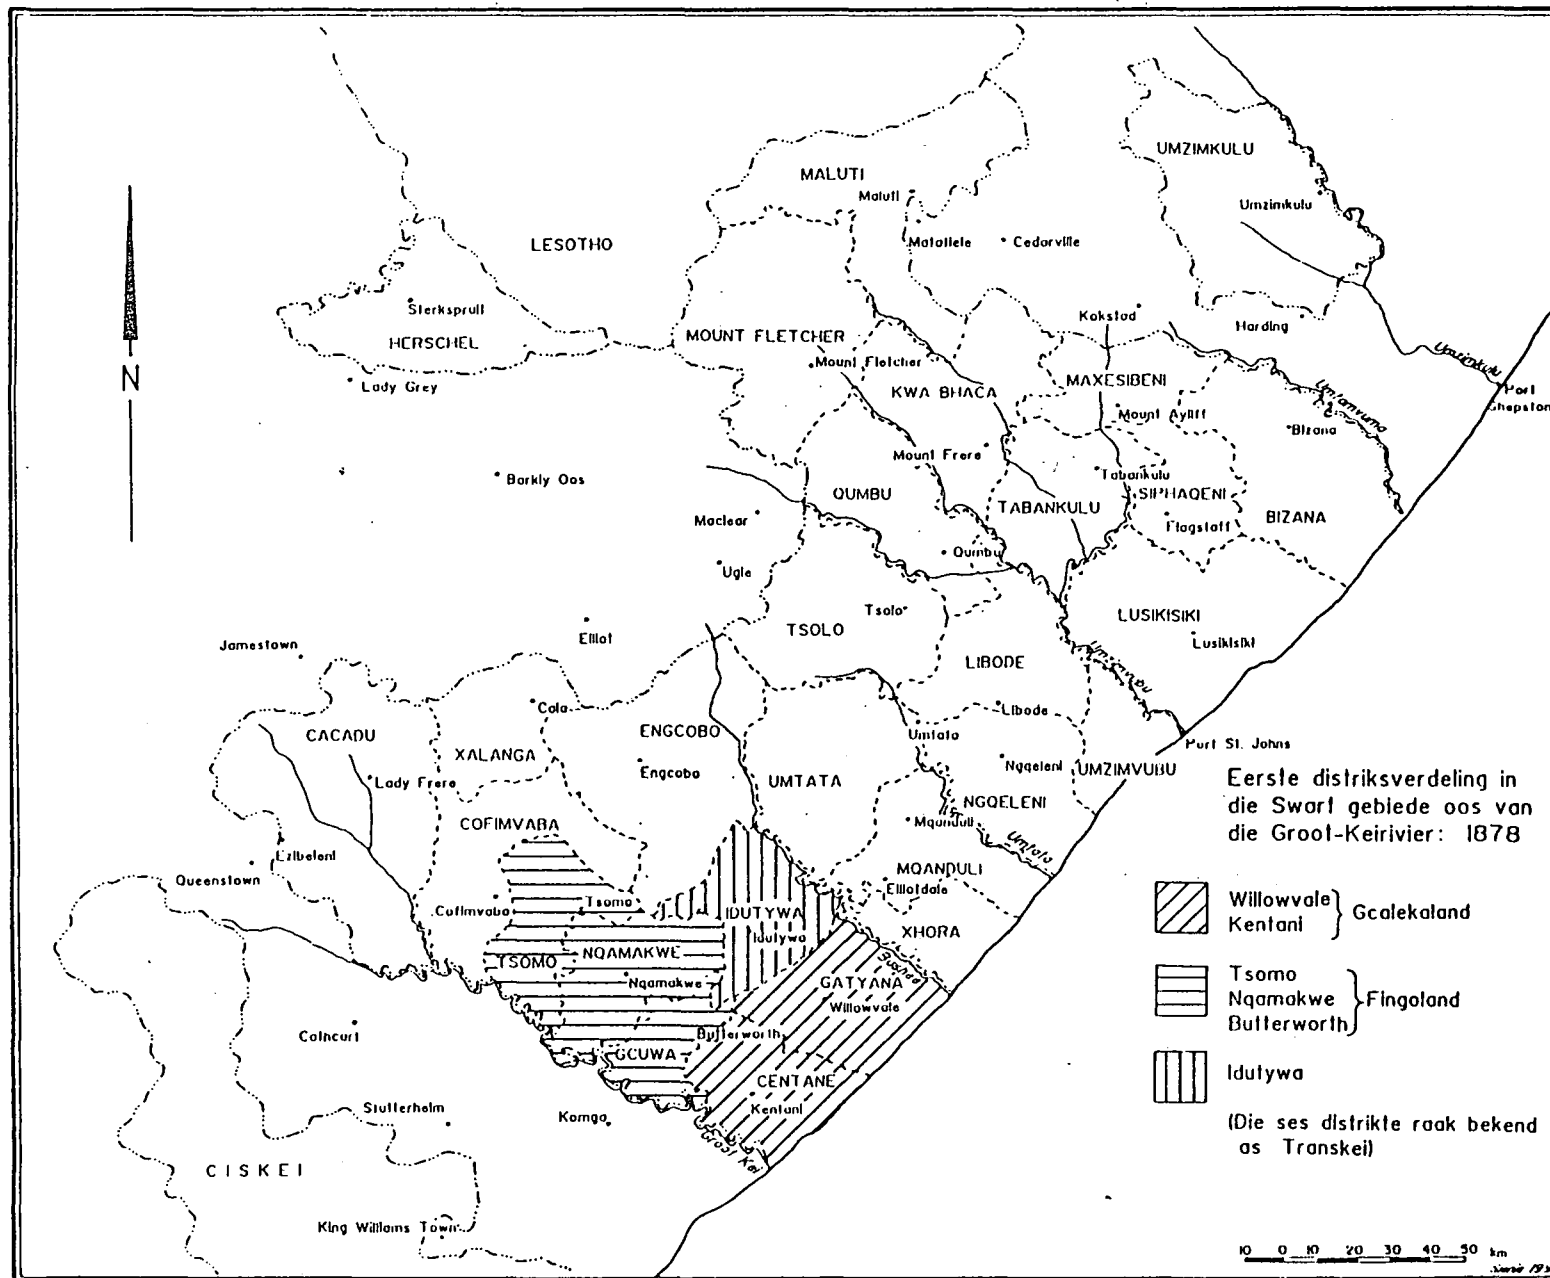 UMZIMKULU
MALUTI
Maluti
Umzimkulu
LESOTHO
Matatiele
Cedarville
Sterkspruit
HERSCHEL
MOUNT FLETCHER
Kokstad
Harding
N
Lady Grey
Mount Fletcher
KWA BHACA
MAXESIBENI
Umzimkulu
Port
Shepston
Umtamvuma
Mount Ayliff
Bizana
Mount Frere
Barkly Oos
QUMBU
Tabankulu
TABANKULU
SIPHAQENI
BIZANA
Maclear
Flagstaff
Qumbu
Ugie
Tsolo
TSOLO
LUSIKISIKI
Lusikisiki
Elliot
Jamestown
LIBODE
Umzimvubu
Cala
Libode
CACADU
ENGCOBO
Umtata
Port St. Johns
XALANGA
Engcobo
UMTATA
Ngqeleni
UMZIMVUBU
Lady Frere
NGQELENI
COFIMVABA
Mqanduli
Umtata
Ezibeleni
Queenstown
MQANDULI
Elliotdale
Cofimvaba
Tsomo
IDUTYWA
Idutywa
XHORA
TSOMO
NQAMAKWE
Nqamakwe
GATYANA
Willowvale
Cathcart
Butterworth
GCUWA
CENTANE
Kentani
Stutterheim
Komga
Groot Kei
CISKEI
King Williams Town
Eerste distriksverdeling in
die Swart gebiede oos van
die Groot-Keirivier: 1878
Willowvale
Kentani
Gcalekaland
Tsomo
Nqamakwe
Butterworth
Fingoland
Idutywa
(Die ses distrikte raak bekend
as Transkei)
10 0 10 20 30 40 50 km